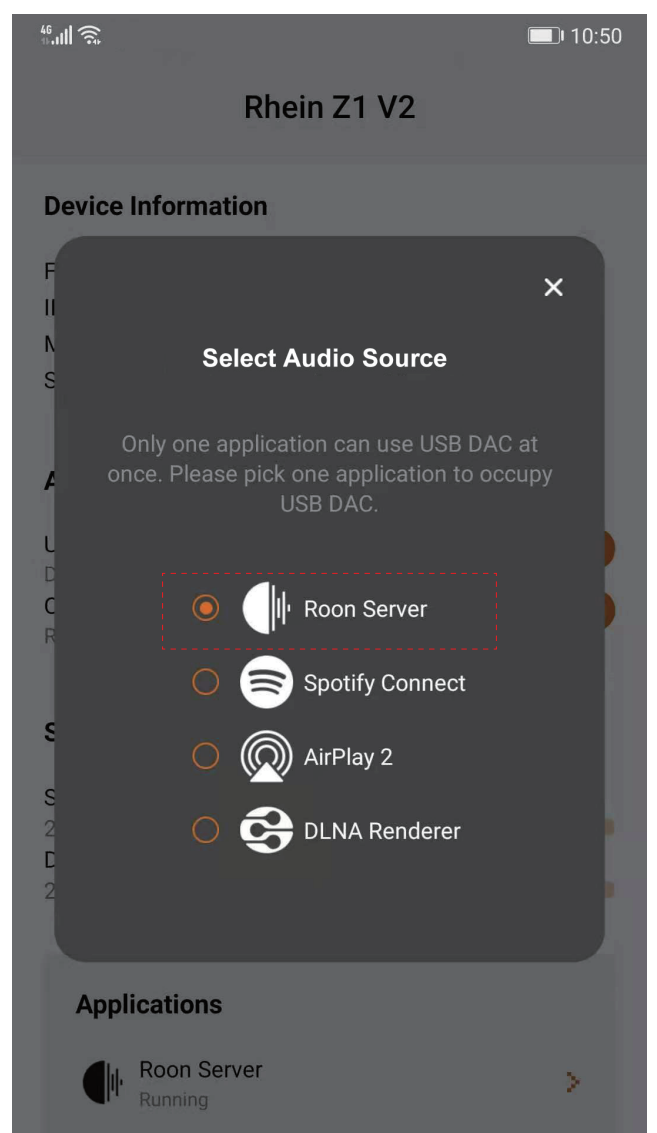 4G
10:50
Rhein Z1 V2
Device Information
Select Audio Source
Only one application can use USB DAC at
once. Please pick one application to occupy
USB DAC.
Roon Server
Spotify Connect
AirPlay 2
DLNA Renderer
Applications
Roon Server
Running